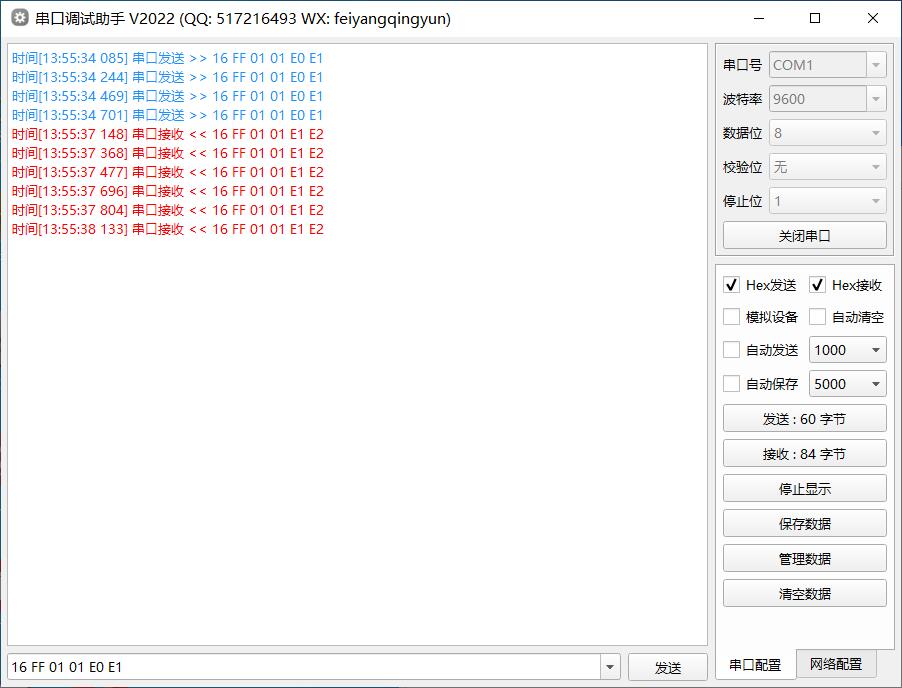 串口调试助手 V2022 (QQ: 517216493 WX: feiyangqingyun)
时间[13:55:34 085] 串口发送 >> 16 FF 01 01 E0 E1
时间[13:55:34 244] 串口发送 >> 16 FF 01 01 E0 E1
时间[13:55:34 469] 串口发送 >> 16 FF 01 01 E0 E1
时间[13:55:34 701] 串口发送 >> 16 FF 01 01 E0 E1
时间[13:55:37 148] 串口接收 << 16 FF 01 01 E1 E2
时间[13:55:37 368] 串口接收 << 16 FF 01 01 E1 E2
时间[13:55:37 477] 串口接收 << 16 FF 01 01 E1 E2
时间[13:55:37 696] 串口接收 << 16 FF 01 01 E1 E2
时间[13:55:37 804] 串口接收 << 16 FF 01 01 E1 E2
时间[13:55:38 133] 串口接收 << 16 FF 01 01 E1 E2
16 FF 01 01 E0 E1
发送
串口号 COM1
波特率 9600
数据位 8
校验位 无
停止位 1
关闭串口
Hex发送 Hex接收
模拟设备 自动清空
自动发送 1000
自动保存 5000
发送 : 60 字节
接收 : 84 字节
停止显示
保存数据
管理数据
清空数据
串口配置 网络配置